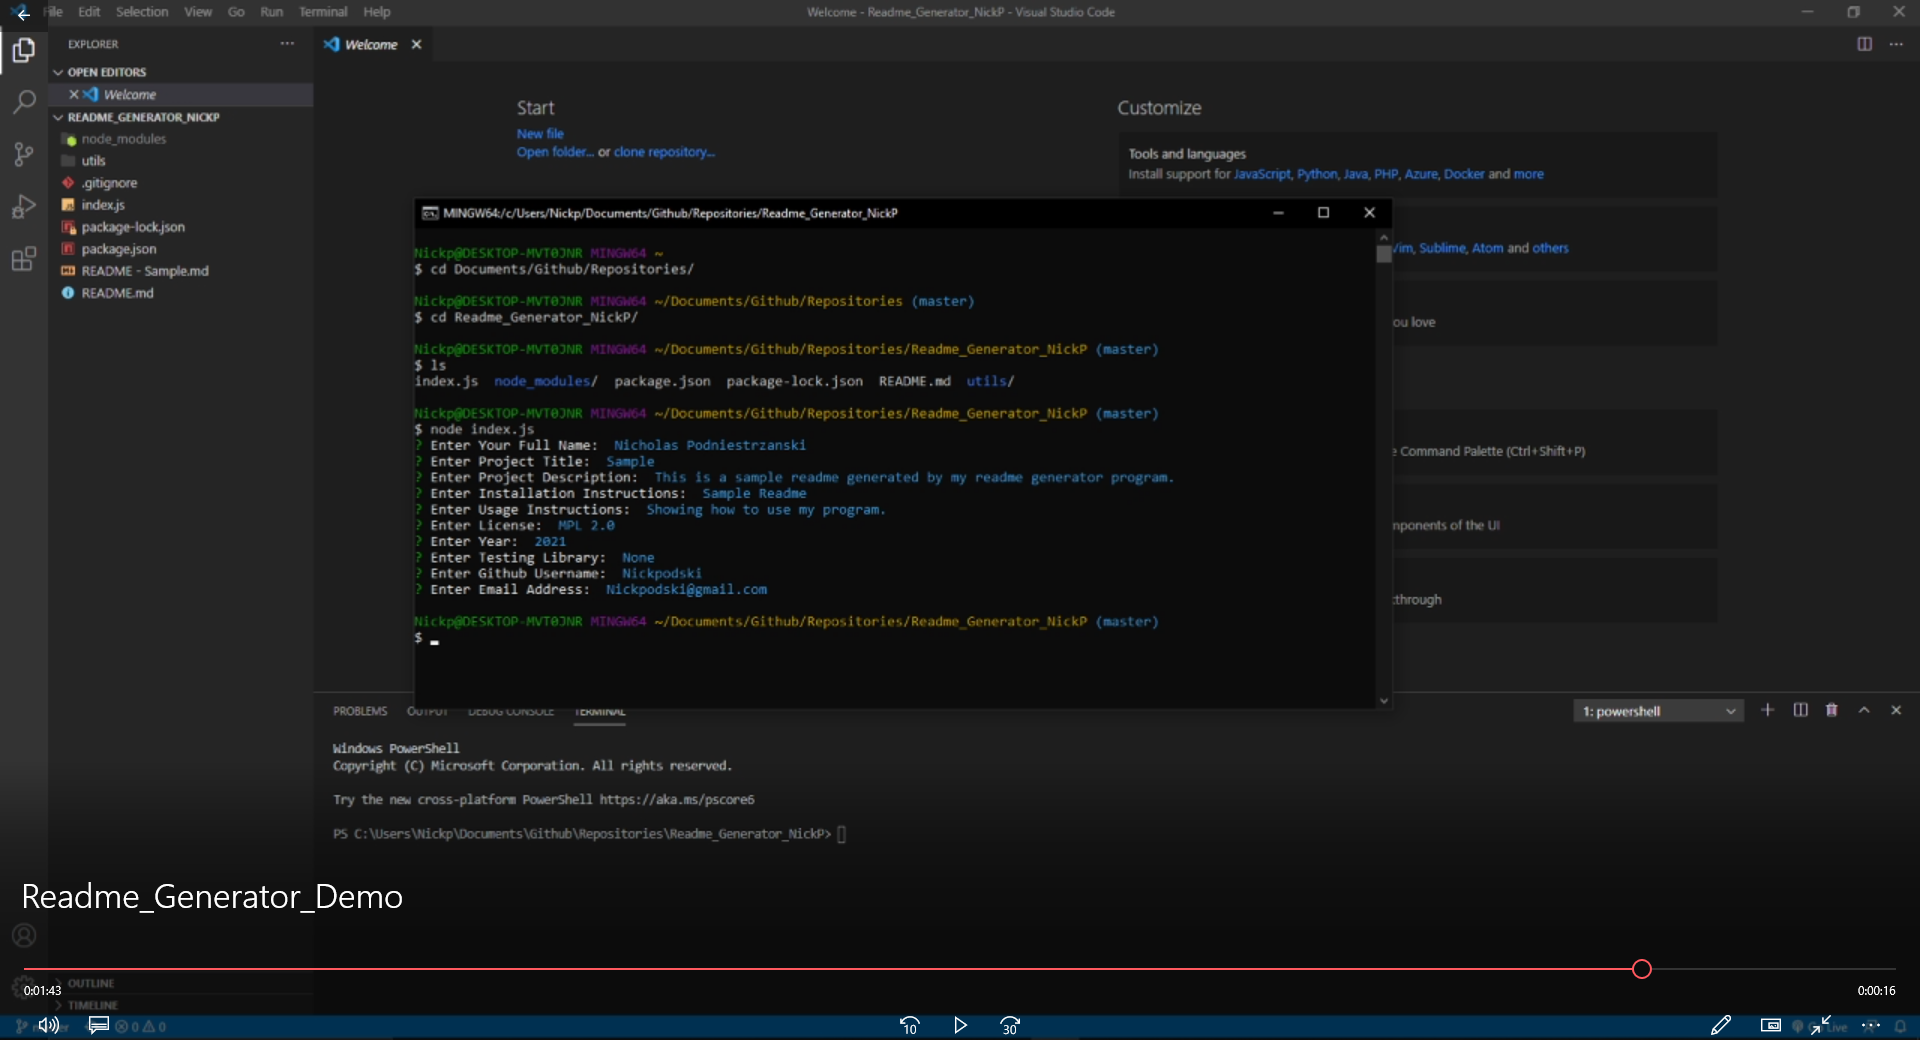 File Edit Selection View Go Run Terminal Help
Welcome - Readme_Generator_NickP - Visual Studio Code
EXPLORER
Welcome
OPEN EDITORS
Welcome
README_GENERATOR_NICKP
node_modules
utils
.gitignore
index.js
package-lock.json
package.json
README - Sample.md
README.md
Start
New file
Open folder... or clone repository...
Customize
Tools and languages
Install support for JavaScript, Python, Java, PHP, Azure, Docker and more
Vim, Sublime, Atom and others
ou love
Command Palette (Ctrl+Shift+P)
mponents of the UI
through
MINGW64:/c/Users/Nickp/Documents/Github/Repositories/Readme_Generator_NickP
Nickp@DESKTOP-MVT0JNR MINGW64 ~
$ cd Documents/Github/Repositories/
Nickp@DESKTOP-MVT0JNR MINGW64 ~/Documents/Github/Repositories (master)
$ cd Readme_Generator_NickP/
Nickp@DESKTOP-MVT0JNR MINGW64 ~/Documents/Github/Repositories/Readme_Generator_NickP (master)
$ ls
index.js node_modules/ package.json package-lock.json README.md utils/
Nickp@DESKTOP-MVT0JNR MINGW64 ~/Documents/Github/Repositories/Readme_Generator_NickP (master)
$ node index.js
? Enter Your Full Name: Nicholas Podniestrzanski
? Enter Project Title: Sample
? Enter Project Description: This is a sample readme generated by my readme generator program.
? Enter Installation Instructions: Sample Readme
? Enter Usage Instructions: Showing how to use my program.
? Enter License: MPL 2.0
? Enter Year: 2021
? Enter Testing Library: None
? Enter Github Username: Nickpodski
? Enter Email Address: Nickpodski@gmail.com
Nickp@DESKTOP-MVT0JNR MINGW64 ~/Documents/Github/Repositories/Readme_Generator_NickP (master)
$
PROBLEMS OUTPUT DEBUG CONSOLE TERMINAL
1: powershell
Windows PowerShell
Copyright (C) Microsoft Corporation. All rights reserved.
Try the new cross-platform PowerShell https://aka.ms/pscore6
PS C:\Users\Nickp\Documents\Github\Repositories\Readme_Generator_NickP>
Readme_Generator_Demo
OUTLINE
0:01:43
0:00:16
TIMELINE
0 0
10
30
Live